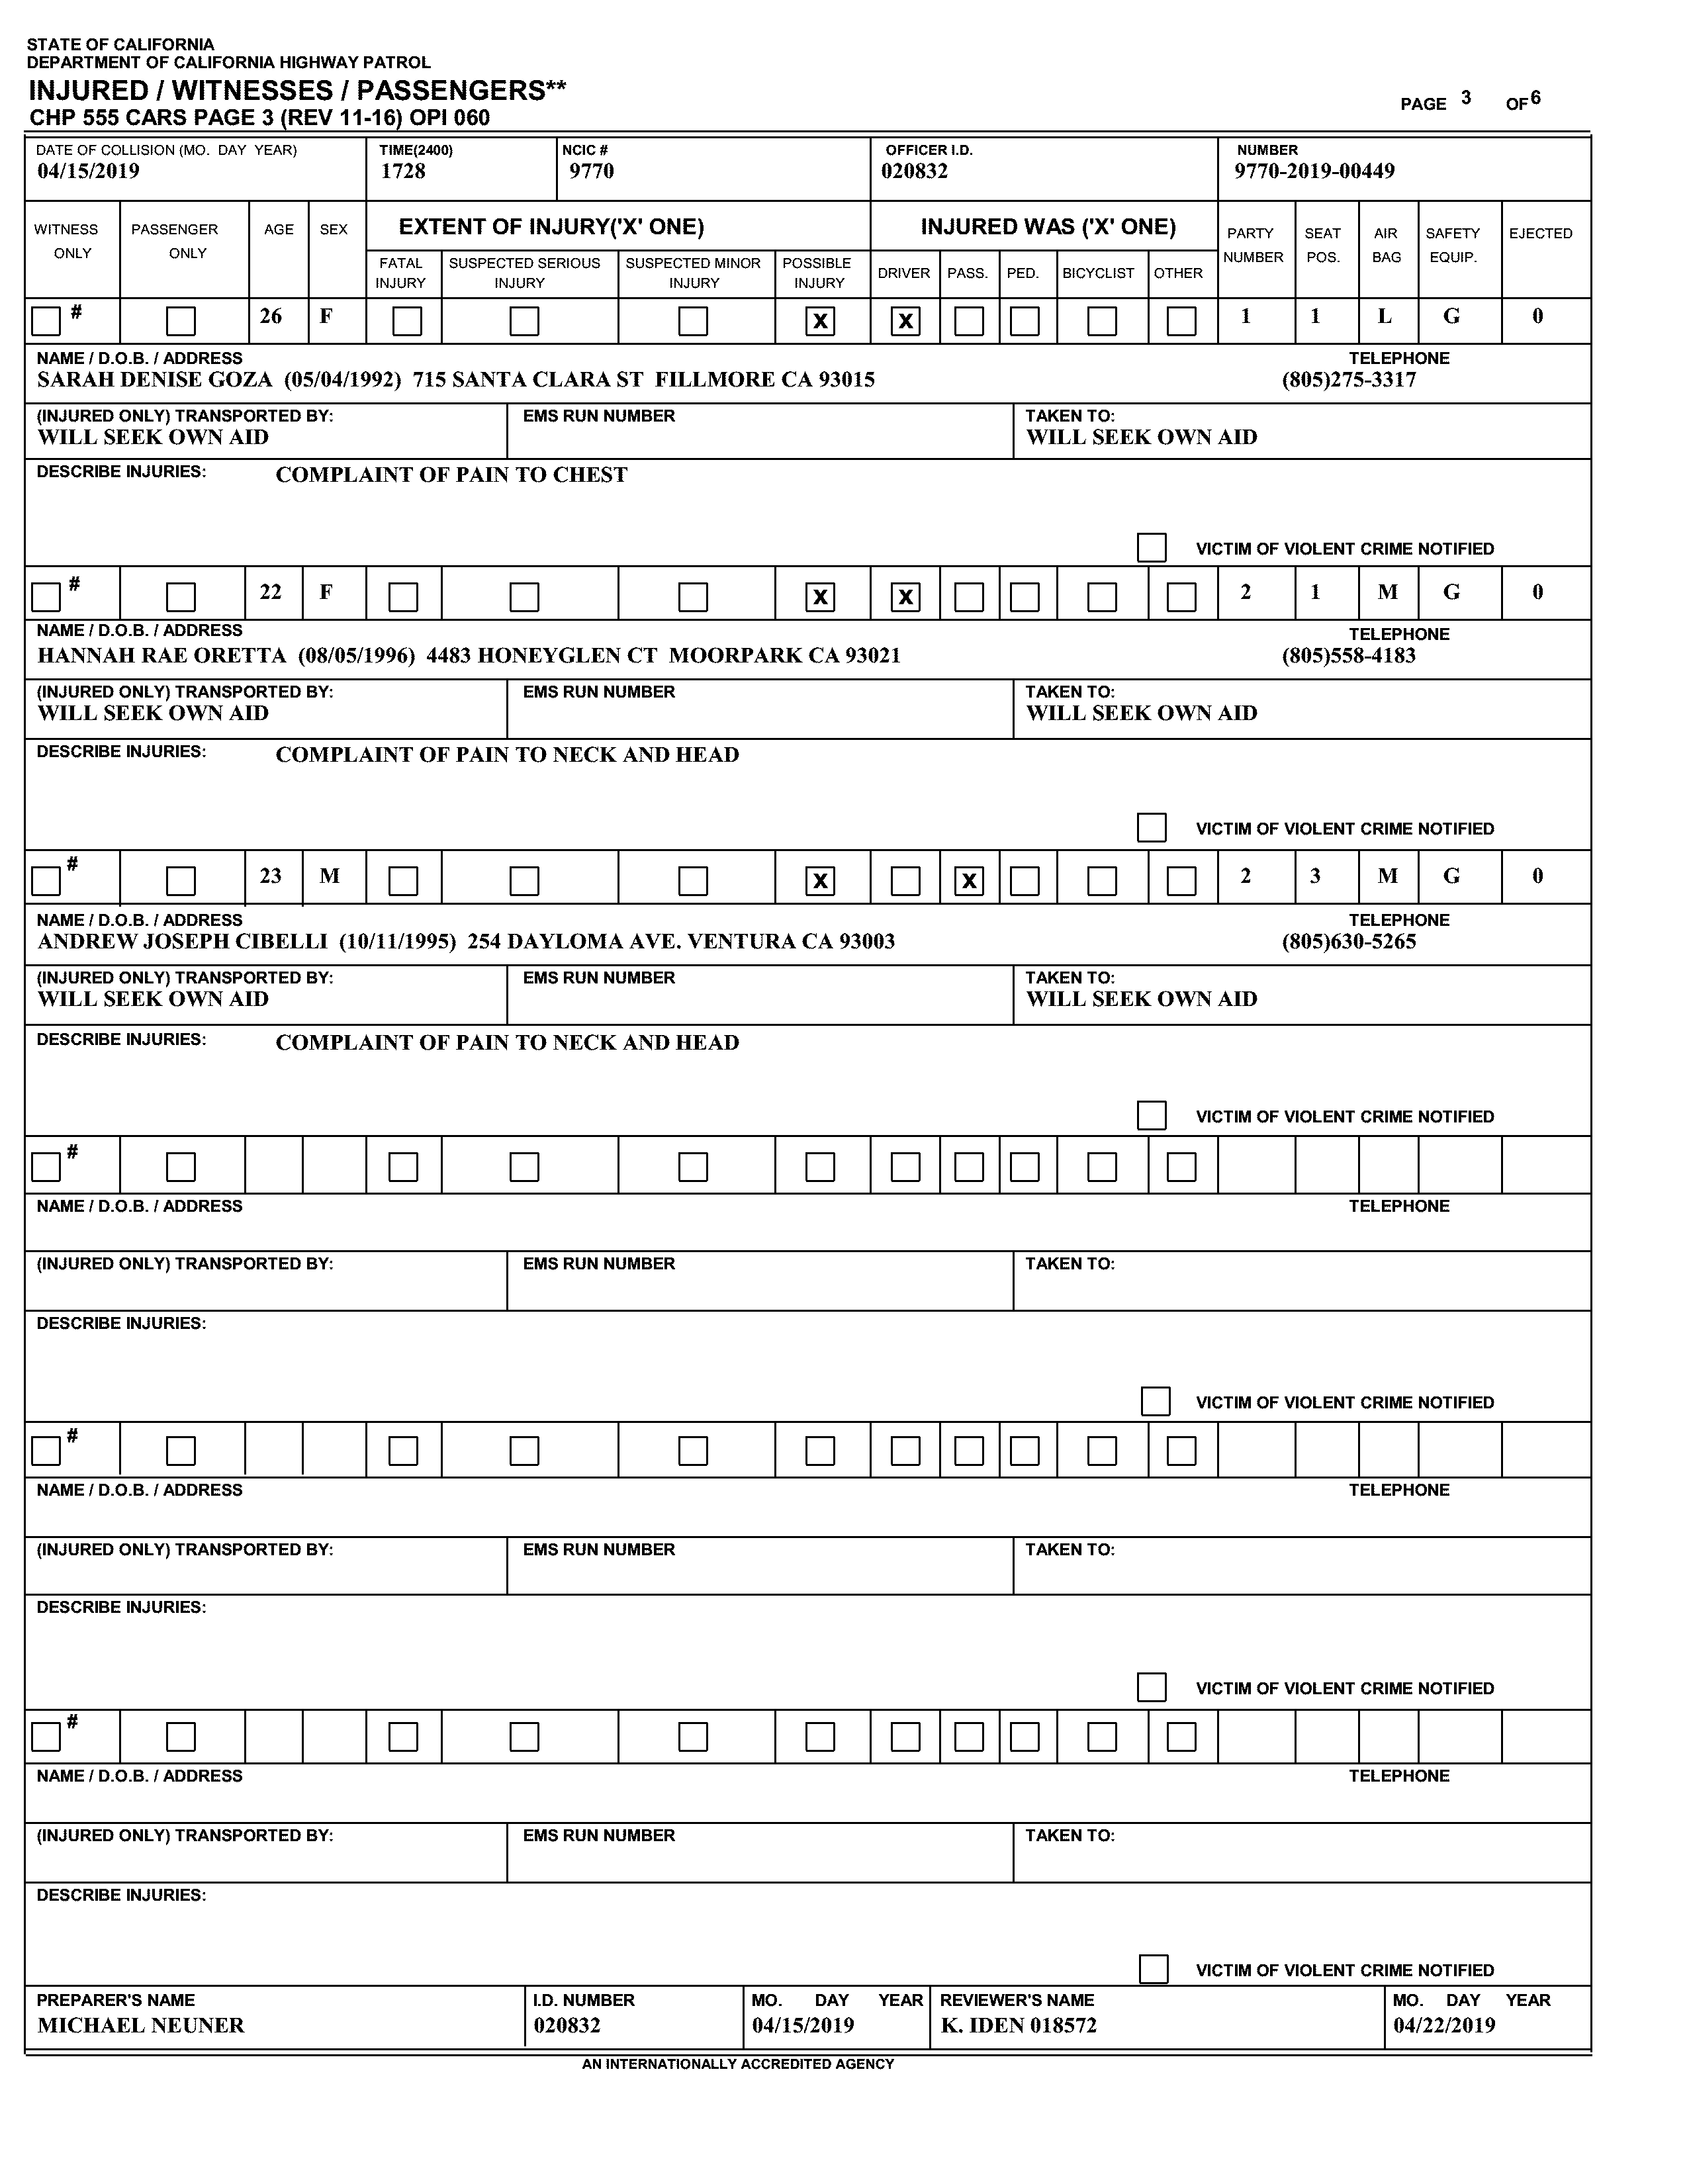 STATE OF CALIFORNIA
DEPARTMENT OF CALIFORNIA HIGHWAY PATROL
INJURED / WITNESSES / PASSENGERS**
CHP 555 CARS PAGE 3 (REV 11-16) OPI 060
PAGE 3 OF 6
DATE OF COLLISION (MO. DAY YEAR) TIME(2400) NCIC # OFFICER I.D. NUMBER
04/15/2019 1728 9770 020832 9770-2019-00449
WITNESS ONLY PASSENGER ONLY AGE SEX EXTENT OF INJURY('X' ONE) INJURED WAS ('X' ONE) PARTY NUMBER SEAT POS. AIR BAG SAFETY EQUIP. EJECTED
FATAL INJURY SUSPECTED SERIOUS INJURY SUSPECTED MINOR INJURY POSSIBLE INJURY DRIVER PASS. PED. BICYCLIST OTHER
# 26 F X X 1 1 L G 0
NAME / D.O.B. / ADDRESS TELEPHONE
SARAH DENISE GOZA (05/04/1992) 715 SANTA CLARA ST FILLMORE CA 93015 (805)275-3317
(INJURED ONLY) TRANSPORTED BY: EMS RUN NUMBER TAKEN TO:
WILL SEEK OWN AID WILL SEEK OWN AID
DESCRIBE INJURIES: COMPLAINT OF PAIN TO CHEST
VICTIM OF VIOLENT CRIME NOTIFIED
# 22 F X X 2 1 M G 0
NAME / D.O.B. / ADDRESS TELEPHONE
HANNAH RAE ORETTA (08/05/1996) 4483 HONEYGLEN CT MOORPARK CA 93021 (805)558-4183
(INJURED ONLY) TRANSPORTED BY: EMS RUN NUMBER TAKEN TO:
WILL SEEK OWN AID WILL SEEK OWN AID
DESCRIBE INJURIES: COMPLAINT OF PAIN TO NECK AND HEAD
VICTIM OF VIOLENT CRIME NOTIFIED
# 23 M X X 2 3 M G 0
NAME / D.O.B. / ADDRESS TELEPHONE
ANDREW JOSEPH CIBELLI (10/11/1995) 254 DAYLOMA AVE. VENTURA CA 93003 (805)630-5265
(INJURED ONLY) TRANSPORTED BY: EMS RUN NUMBER TAKEN TO:
WILL SEEK OWN AID WILL SEEK OWN AID
DESCRIBE INJURIES: COMPLAINT OF PAIN TO NECK AND HEAD
VICTIM OF VIOLENT CRIME NOTIFIED
#
NAME / D.O.B. / ADDRESS TELEPHONE
(INJURED ONLY) TRANSPORTED BY: EMS RUN NUMBER TAKEN TO:
DESCRIBE INJURIES:
VICTIM OF VIOLENT CRIME NOTIFIED
#
NAME / D.O.B. / ADDRESS TELEPHONE
(INJURED ONLY) TRANSPORTED BY: EMS RUN NUMBER TAKEN TO:
DESCRIBE INJURIES:
VICTIM OF VIOLENT CRIME NOTIFIED
#
NAME / D.O.B. / ADDRESS TELEPHONE
(INJURED ONLY) TRANSPORTED BY: EMS RUN NUMBER TAKEN TO:
DESCRIBE INJURIES:
VICTIM OF VIOLENT CRIME NOTIFIED
PREPARER'S NAME I.D. NUMBER MO. DAY YEAR REVIEWER'S NAME MO. DAY YEAR
MICHAEL NEUNER 020832 04/15/2019 K. IDEN 018572 04/22/2019
AN INTERNATIONALLY ACCREDITED AGENCY